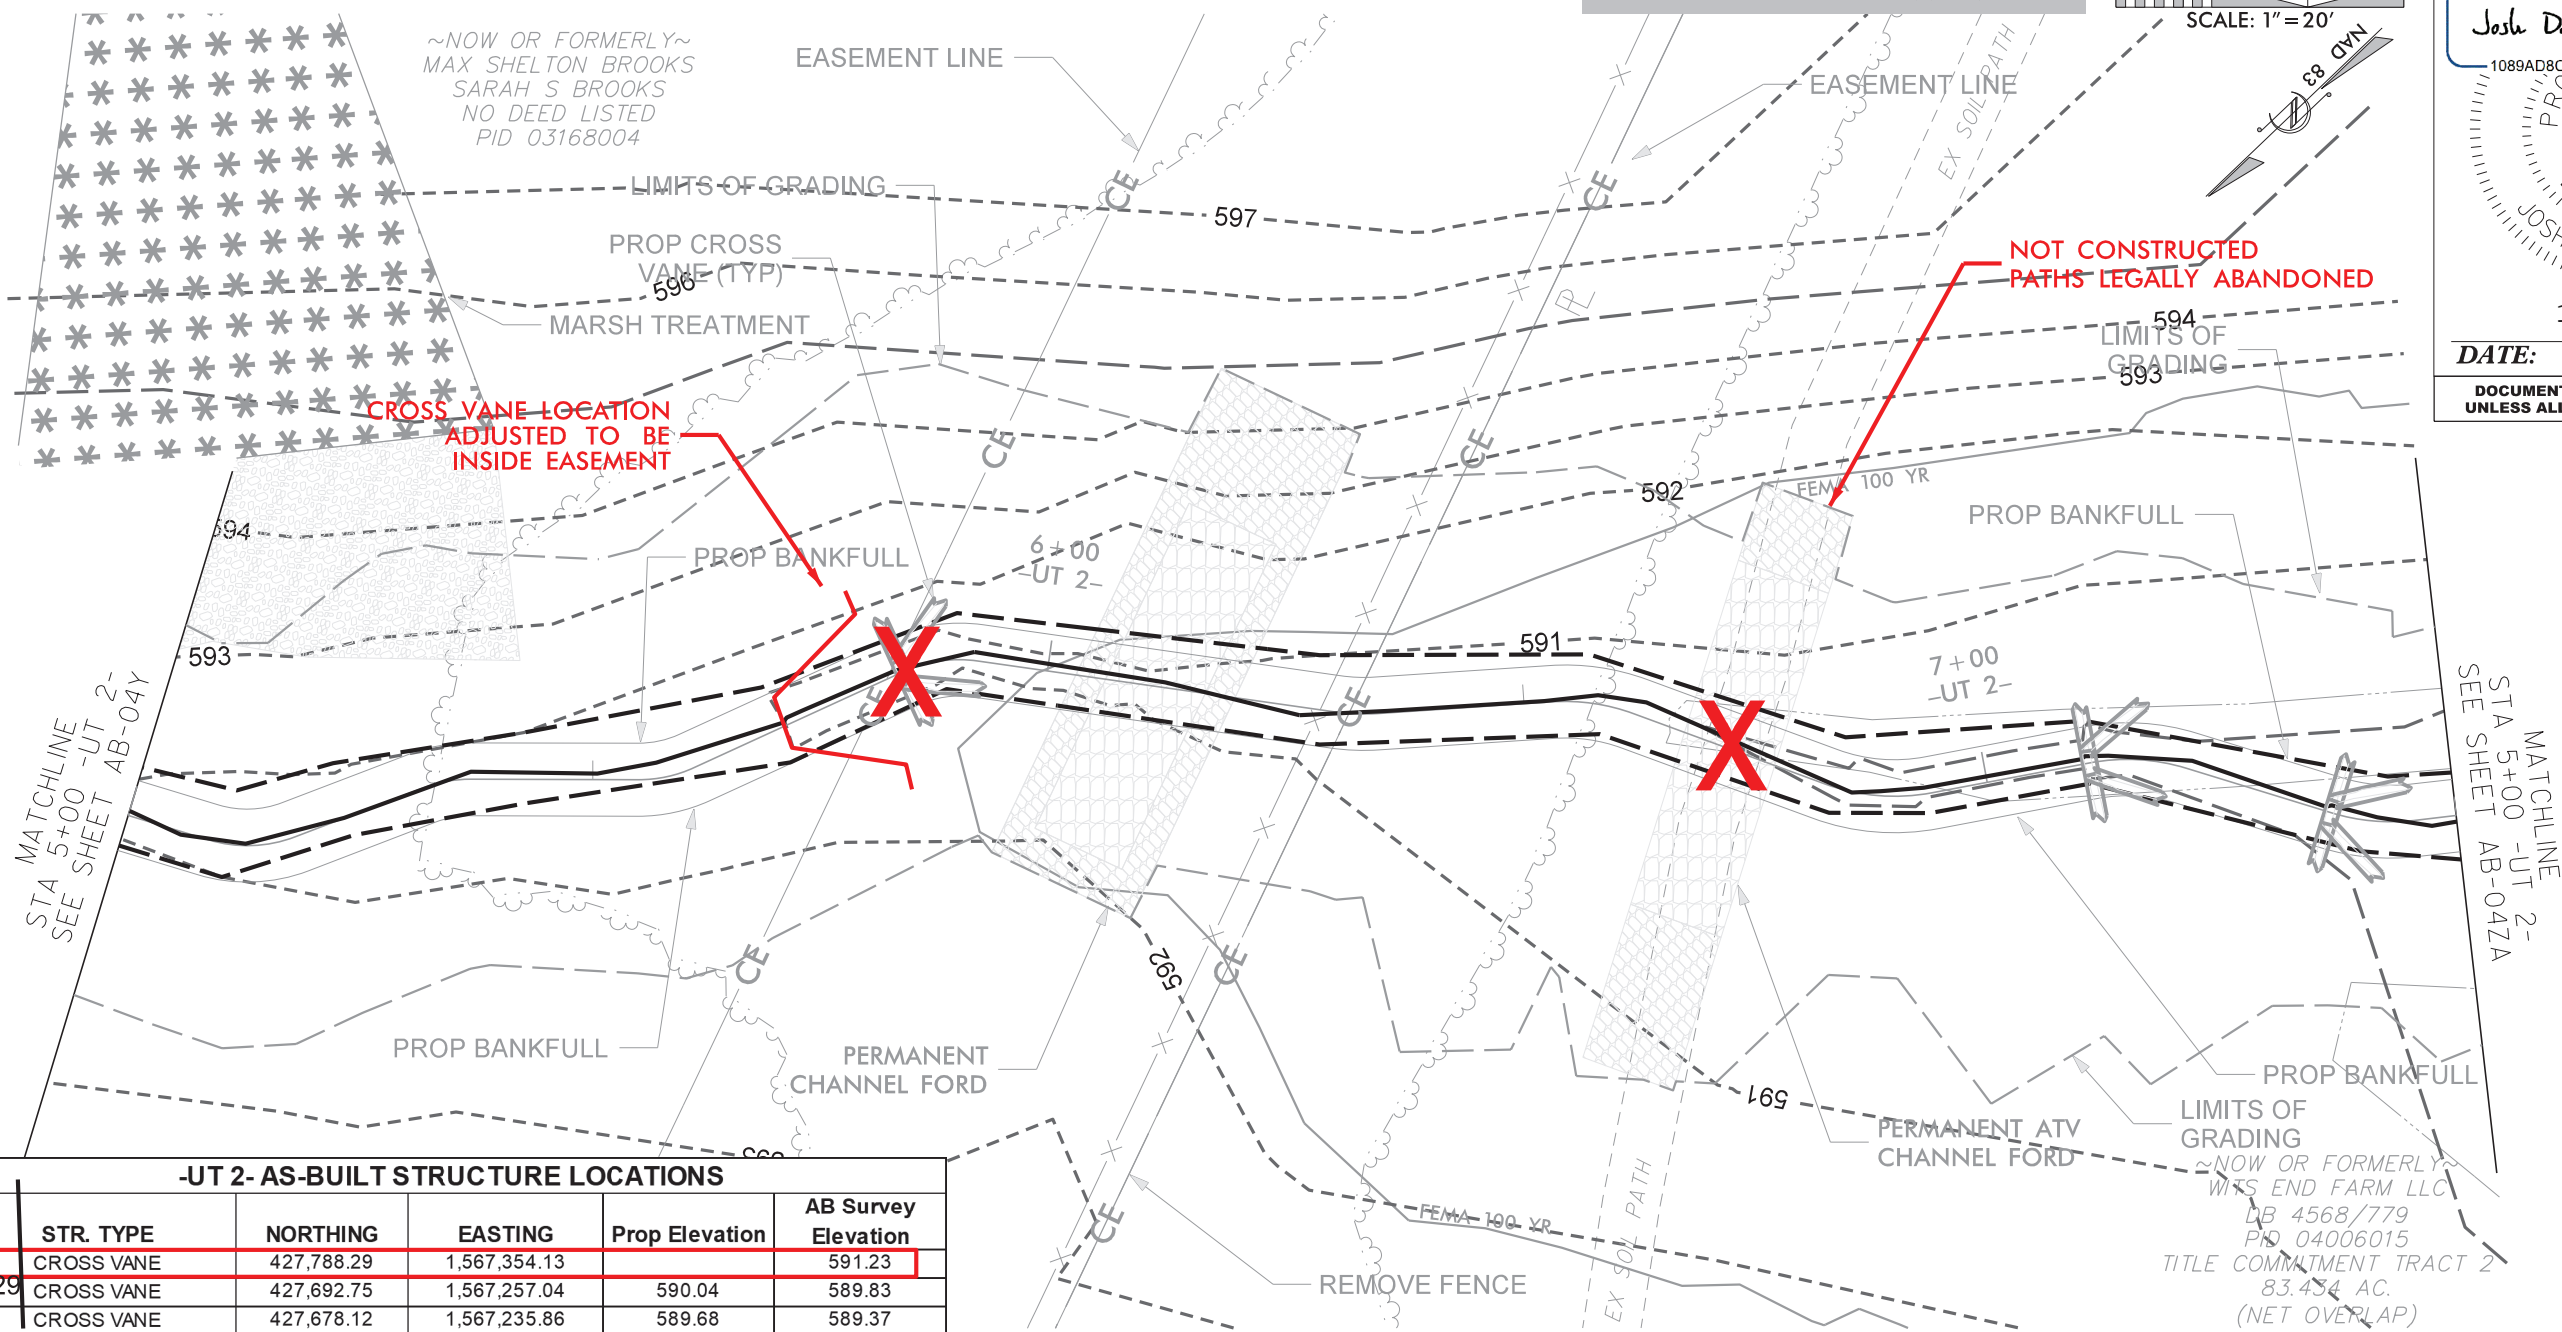 SCALE: 1"=20'
NAD 83
1089AD8C
DATE:
DOCUMENT
UNLESS ALL
~NOW OR FORMERLY~
MAX SHELTON BROOKS
SARAH S BROOKS
NO DEED LISTED
PID 03168004
EASEMENT LINE
EASEMENT LINE
EX SOIL PATH
LIMITS OF GRADING
CE
CE
597
PROP CROSS
VANE (TYP)
596
MARSH TREATMENT
PL
NOT CONSTRUCTED
PATHS LEGALLY ABANDONED
594
LIMITS OF
GRADING
593
CROSS VANE LOCATION
ADJUSTED TO BE
INSIDE EASEMENT
CE
CE
592
FEMA 100 YR
PROP BANKFULL
594
PROP BANKFULL
6+00
-UT 2-
593
591
7+00
-UT 2-
X
X
CE
CE
MATCHLINE
STA 5+00 -UT 2-
SEE SHEET AB-04Y
MATCHLINE
STA 5+00 -UT 2-
SEE SHEET AB-04ZA
CE
592
CE
PROP BANKFULL
PERMANENT
CHANNEL FORD
591
PROP BANKFULL
PERMANENT ATV
CHANNEL FORD
LIMITS OF
GRADING
~NOW OR FORMERLY~
WITS END FARM LLC
DB 4568/779
PID 04006015
TITLE COMMITMENT TRACT 2
83.434 AC.
(NET OVERLAP)
CE
FEMA 100 YR
EX SOIL PATH
REMOVE FENCE
-UT 2- AS-BUILT STRUCTURE LOCATIONS
STR. TYPE NORTHING EASTING Prop Elevation AB Survey Elevation
CROSS VANE 427,788.29 1,567,354.13 591.23
29
CROSS VANE 427,692.75 1,567,257.04 590.04 589.83
CROSS VANE 427,678.12 1,567,235.86 589.68 589.37